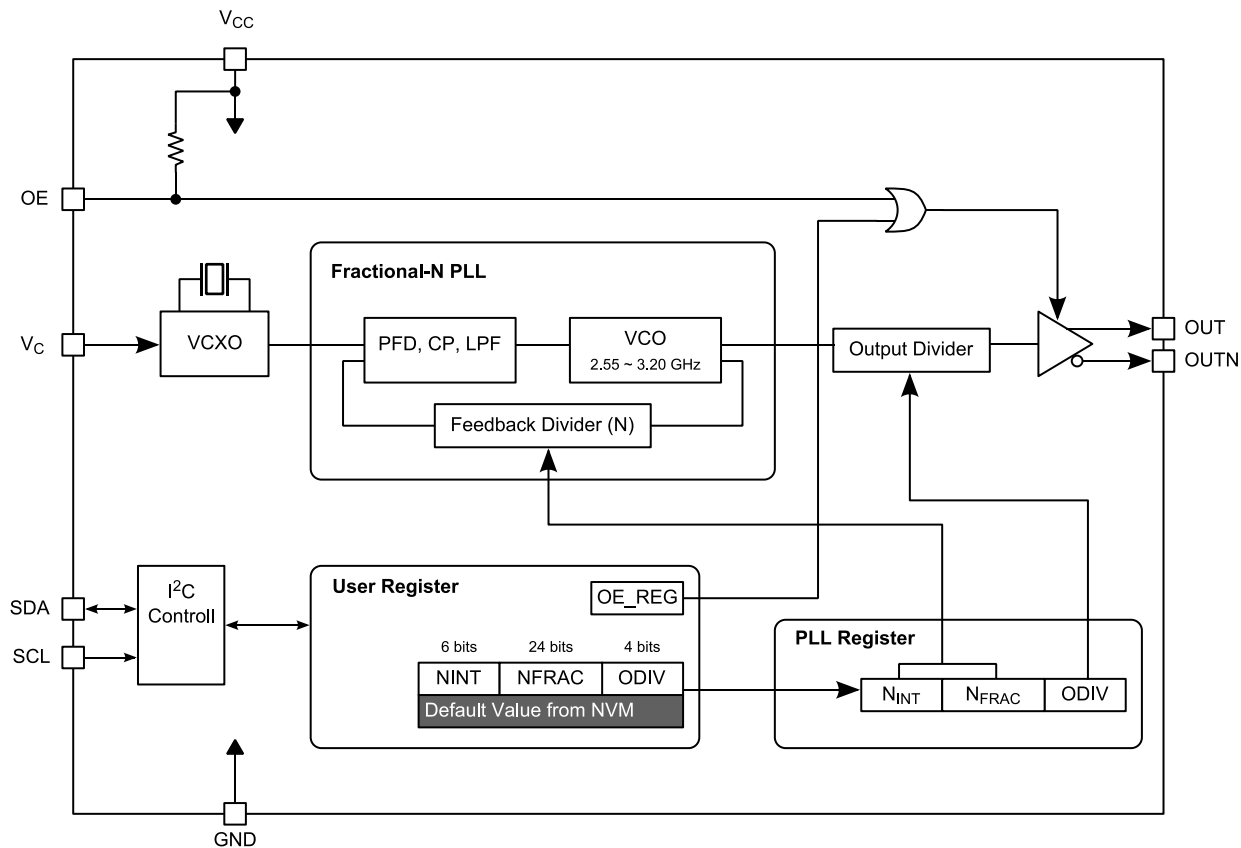 VCC
OE
Fractional-N PLL
VC
VCXO
PFD, CP, LPF
VCO
2.55 ~ 3.20 GHz
Output Divider
OUT
OUTN
Feedback Divider (N)
I2C
Controll
SDA
SCL
User Register
OE_REG
6 bits
24 bits
4 bits
NINT
NFRAC
ODIV
Default Value from NVM
PLL Register
NINT
NFRAC
ODIV
GND